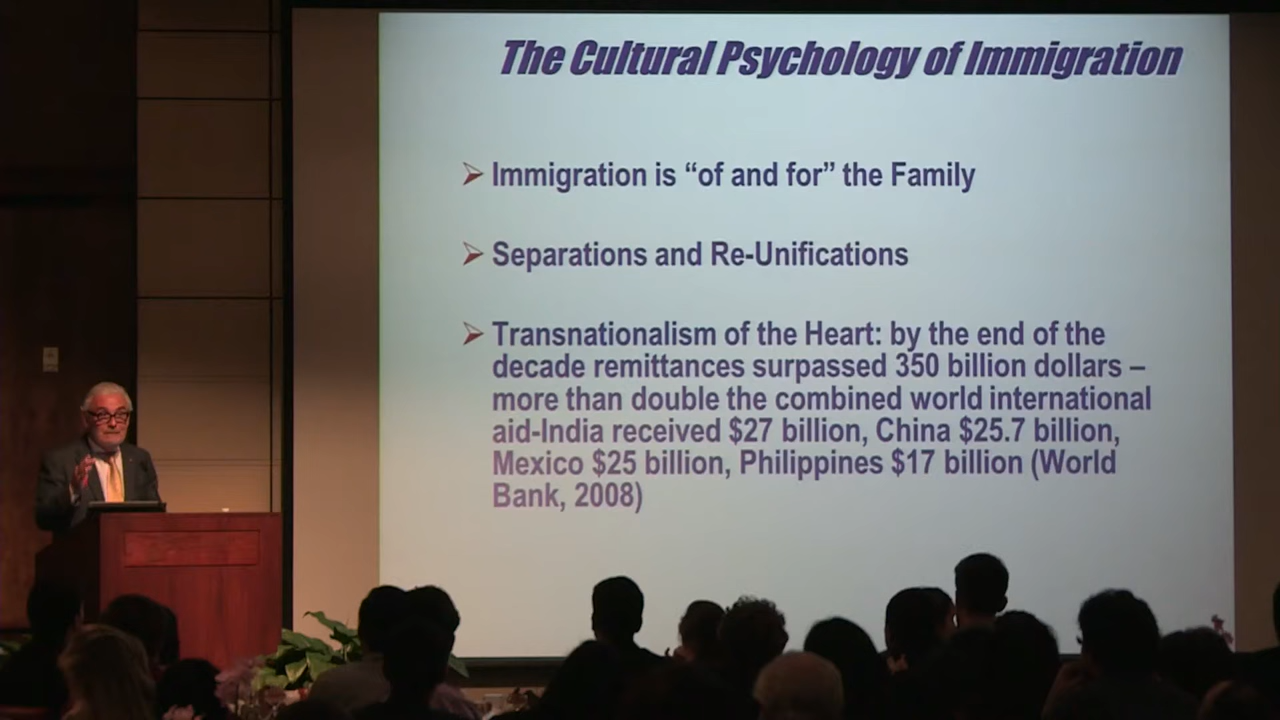 The Cultural Psychology of Immigration
Immigration is “of and for” the Family
Separations and Re-Unifications
Transnationalism of the Heart: by the end of the
decade remittances surpassed 350 billion dollars –
more than double the combined world international
aid-India received $27 billion, China $25.7 billion,
Mexico $25 billion, Philippines $17 billion (World
Bank, 2008)